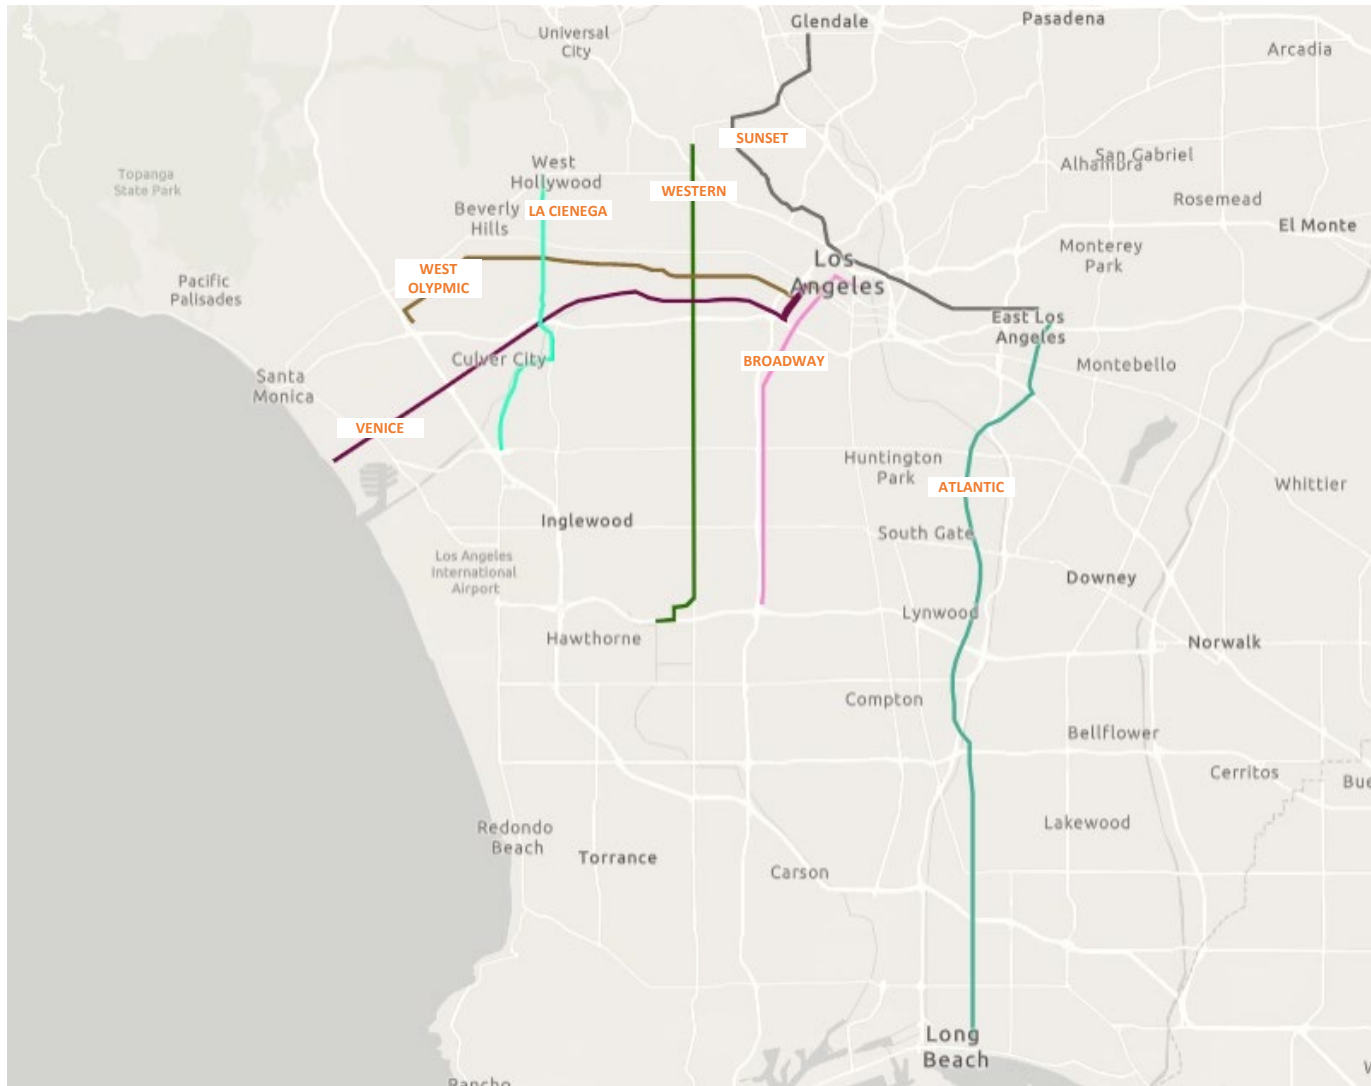 Glendale
Pasadena
Universal
City
Arcadia
SUNSET
West
Hollywood
San Gabriel
Alhambra
Topanga
State Park
WESTERN
Rosemead
Beverly
Hills
LA CIENEGA
El Monte
Monterey
Park
WEST
OLYPMIC
Los
Angeles
Pacific
Palisades
East Los
Angeles
Culver City
BROADWAY
Montebello
Santa
Monica
VENICE
Huntington
Park
ATLANTIC
Whittier
Inglewood
South Gate
Los Angeles
International
Airport
Downey
Lynwood
Hawthorne
Norwalk
Compton
Bellflower
Cerritos
Bue
Redondo
Beach
Lakewood
Torrance
Carson
Long
Beach
Rancho